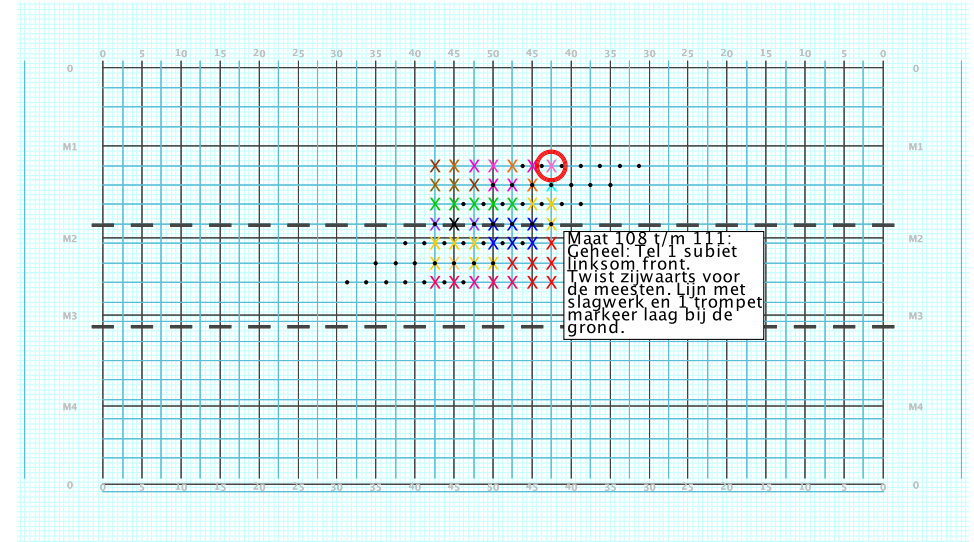 0 5 10 15 20 25 30 35 40 45 50 45 40 35 30 25 20 15 10 5 0
0 0
M1 M1
M2 M2
Maat 108 t/m 111:
Geheel: Tel 1 subiet
linksom front.
Twist zijwaarts voor
de meesten. Lijn met
slagwerk en 1 trompet
markeer laag bij de
grond.
M3 M3
M4 M4
0 0
0 5 10 15 20 25 30 35 40 45 50 45 40 35 30 25 20 15 10 5 0